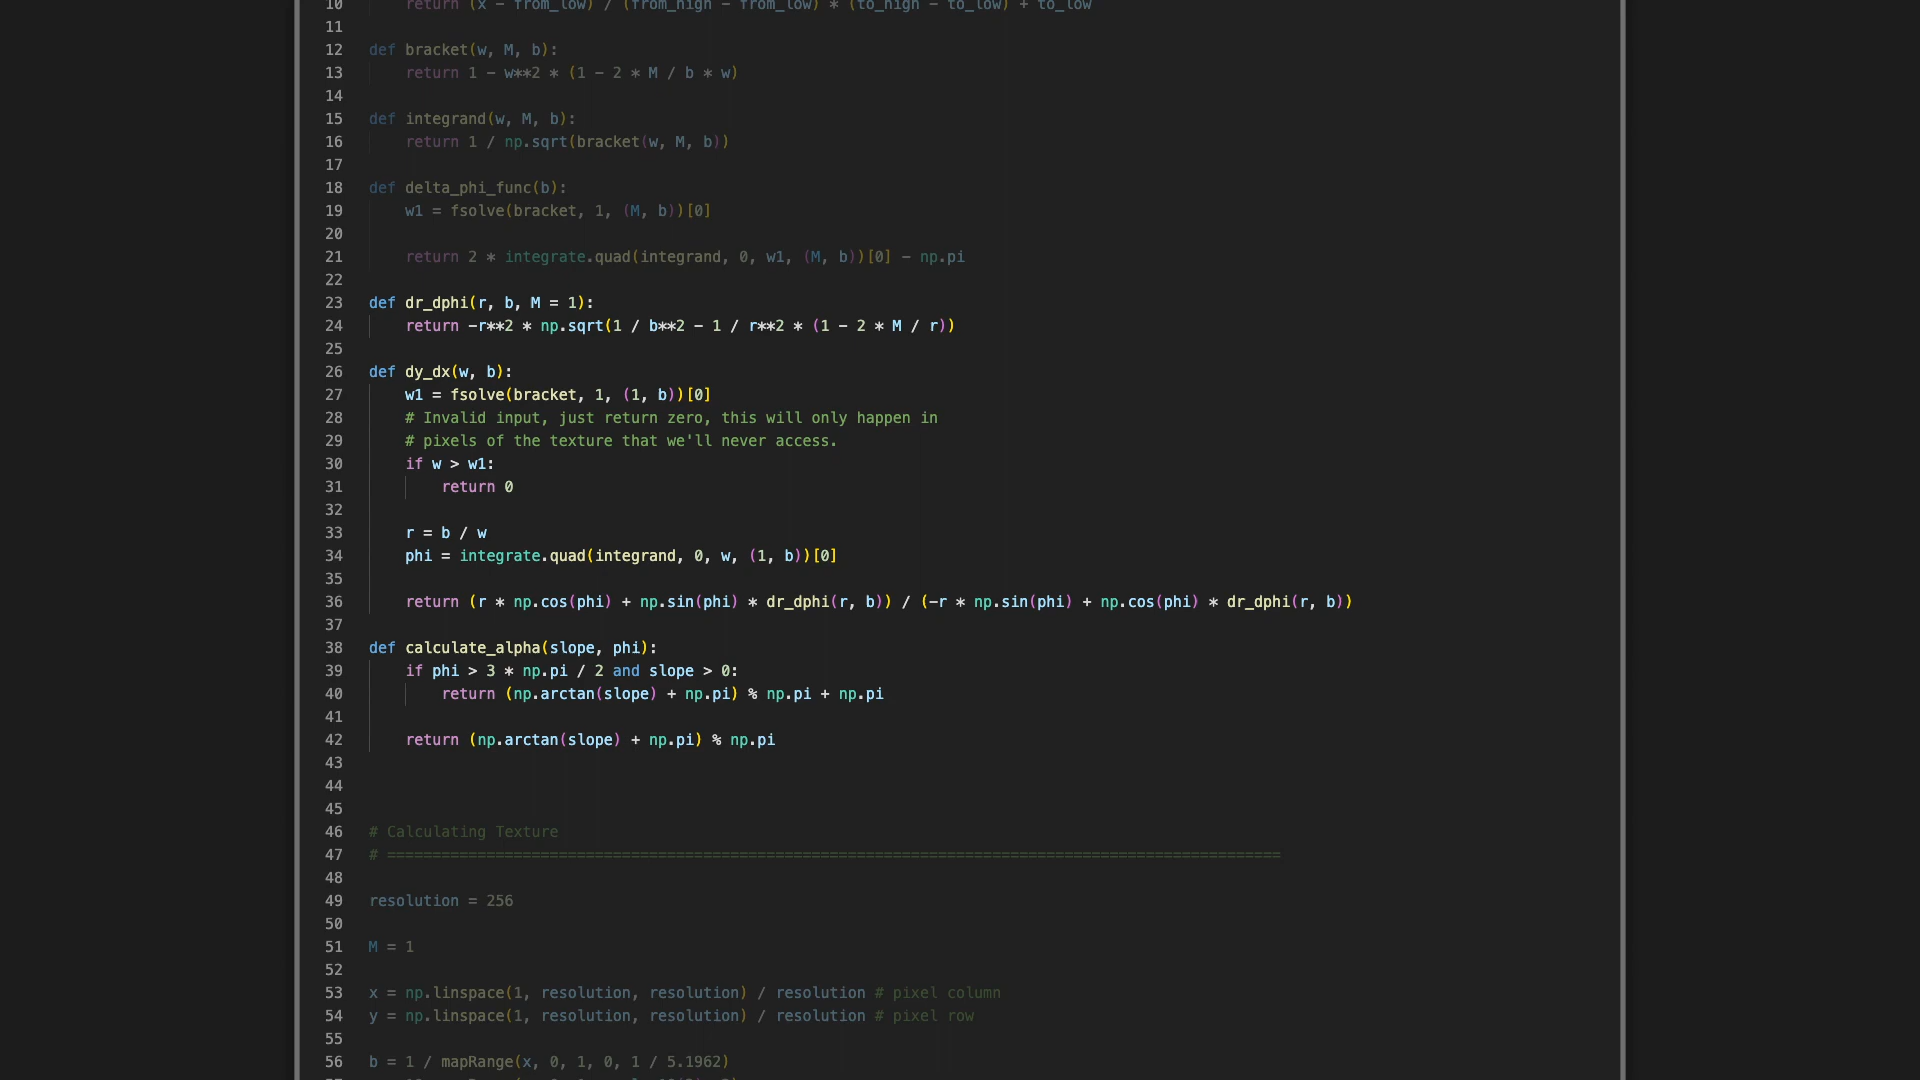 10 return (x - from_low) / (from_high - from_low) * (to_high - to_low) + to_low
11
12 def bracket(w, M, b):
13 return 1 - w**2 * (1 - 2 * M / b * w)
14
15 def integrand(w, M, b):
16 return 1 / np.sqrt(bracket(w, M, b))
17
18 def delta_phi_func(b):
19 w1 = fsolve(bracket, 1, (M, b))[0]
20
21 return 2 * integrate.quad(integrand, 0, w1, (M, b))[0] - np.pi
22
23 def dr_dphi(r, b, M = 1):
24 return -r**2 * np.sqrt(1 / b**2 - 1 / r**2 * (1 - 2 * M / r))
25
26 def dy_dx(w, b):
27 w1 = fsolve(bracket, 1, (1, b))[0]
28 # Invalid input, just return zero, this will only happen in
29 # pixels of the texture that we'll never access.
30 if w > w1:
31 return 0
32
33 r = b / w
34 phi = integrate.quad(integrand, 0, w, (1, b))[0]
35
36 return (r * np.cos(phi) + np.sin(phi) * dr_dphi(r, b)) / (-r * np.sin(phi) + np.cos(phi) * dr_dphi(r, b))
37
38 def calculate_alpha(slope, phi):
39 if phi > 3 * np.pi / 2 and slope > 0:
40 return (np.arctan(slope) + np.pi) % np.pi + np.pi
41
42 return (np.arctan(slope) + np.pi) % np.pi
43
44
45
46 # Calculating Texture
47 # ===================================================================================================
48
49 resolution = 256
50
51 M = 1
52
53 x = np.linspace(1, resolution, resolution) / resolution # pixel column
54 y = np.linspace(1, resolution, resolution) / resolution # pixel row
55
56 b = 1 / mapRange(x, 0, 1, 0, 1 / 5.1962)